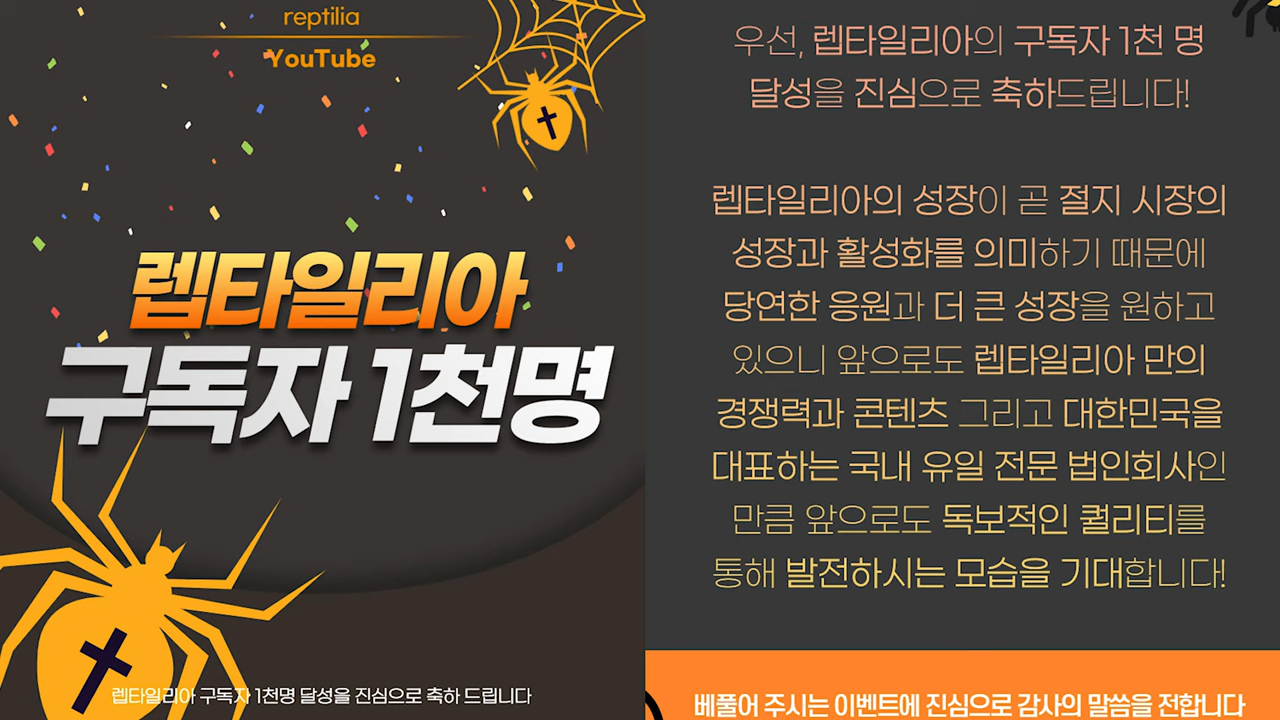 reptilia
YouTube
렙타일리아
구독자 1천명
렙타일리아 구독자 1천명 달성을 진심으로 축하 드립니다
우선, 렙타일리아의 구독자 1천 명
달성을 진심으로 축하드립니다!
렙타일리아의 성장이 곧 절지 시장의
성장과 활성화를 의미하기 때문에
당연한 응원과 더 큰 성장을 원하고
있으니 앞으로도 렙타일리아 만의
경쟁력과 콘텐츠 그리고 대한민국을
대표하는 국내 유일 전문 법인회사인
만큼 앞으로도 독보적인 퀄리티를
통해 발전하시는 모습을 기대합니다!
베풀어 주시는 이벤트에 진심으로 감사의 말씀을 전합니다